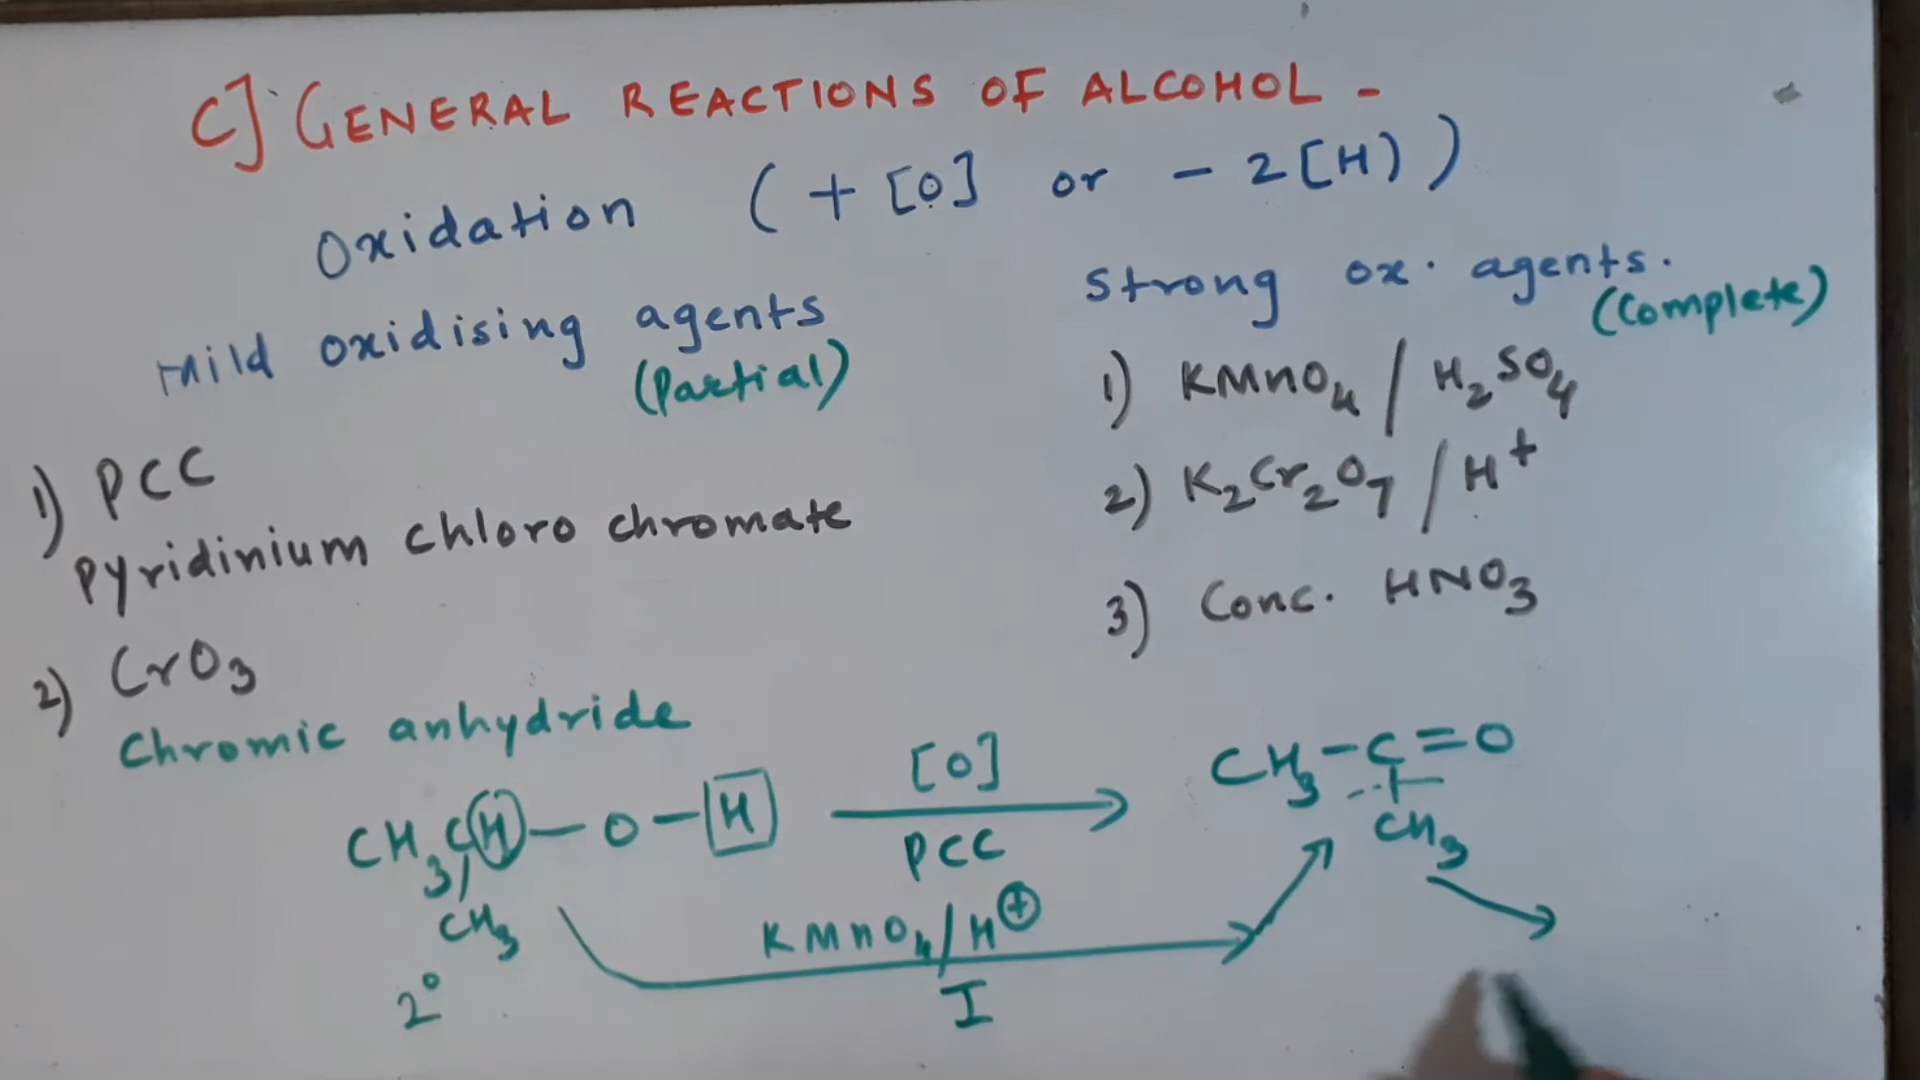 C] GENERAL REACTIONS OF ALCOHOL -
Oxidation ( + [O] or - 2[H) )
Mild oxidising agents
(Partial)
1) PCC
Pyridinium chloro chromate
2) CrO3
Chromic anhydride
Strong ox. agents.
(Complete)
1) KMnO4 / H2SO4
2) K2Cr2O7 / H+
3) Conc. HNO3
CH3CH - O - H
CH3
2°
[O]
PCC
KMnO4/H⊕
I
CH3-C=O
CH3